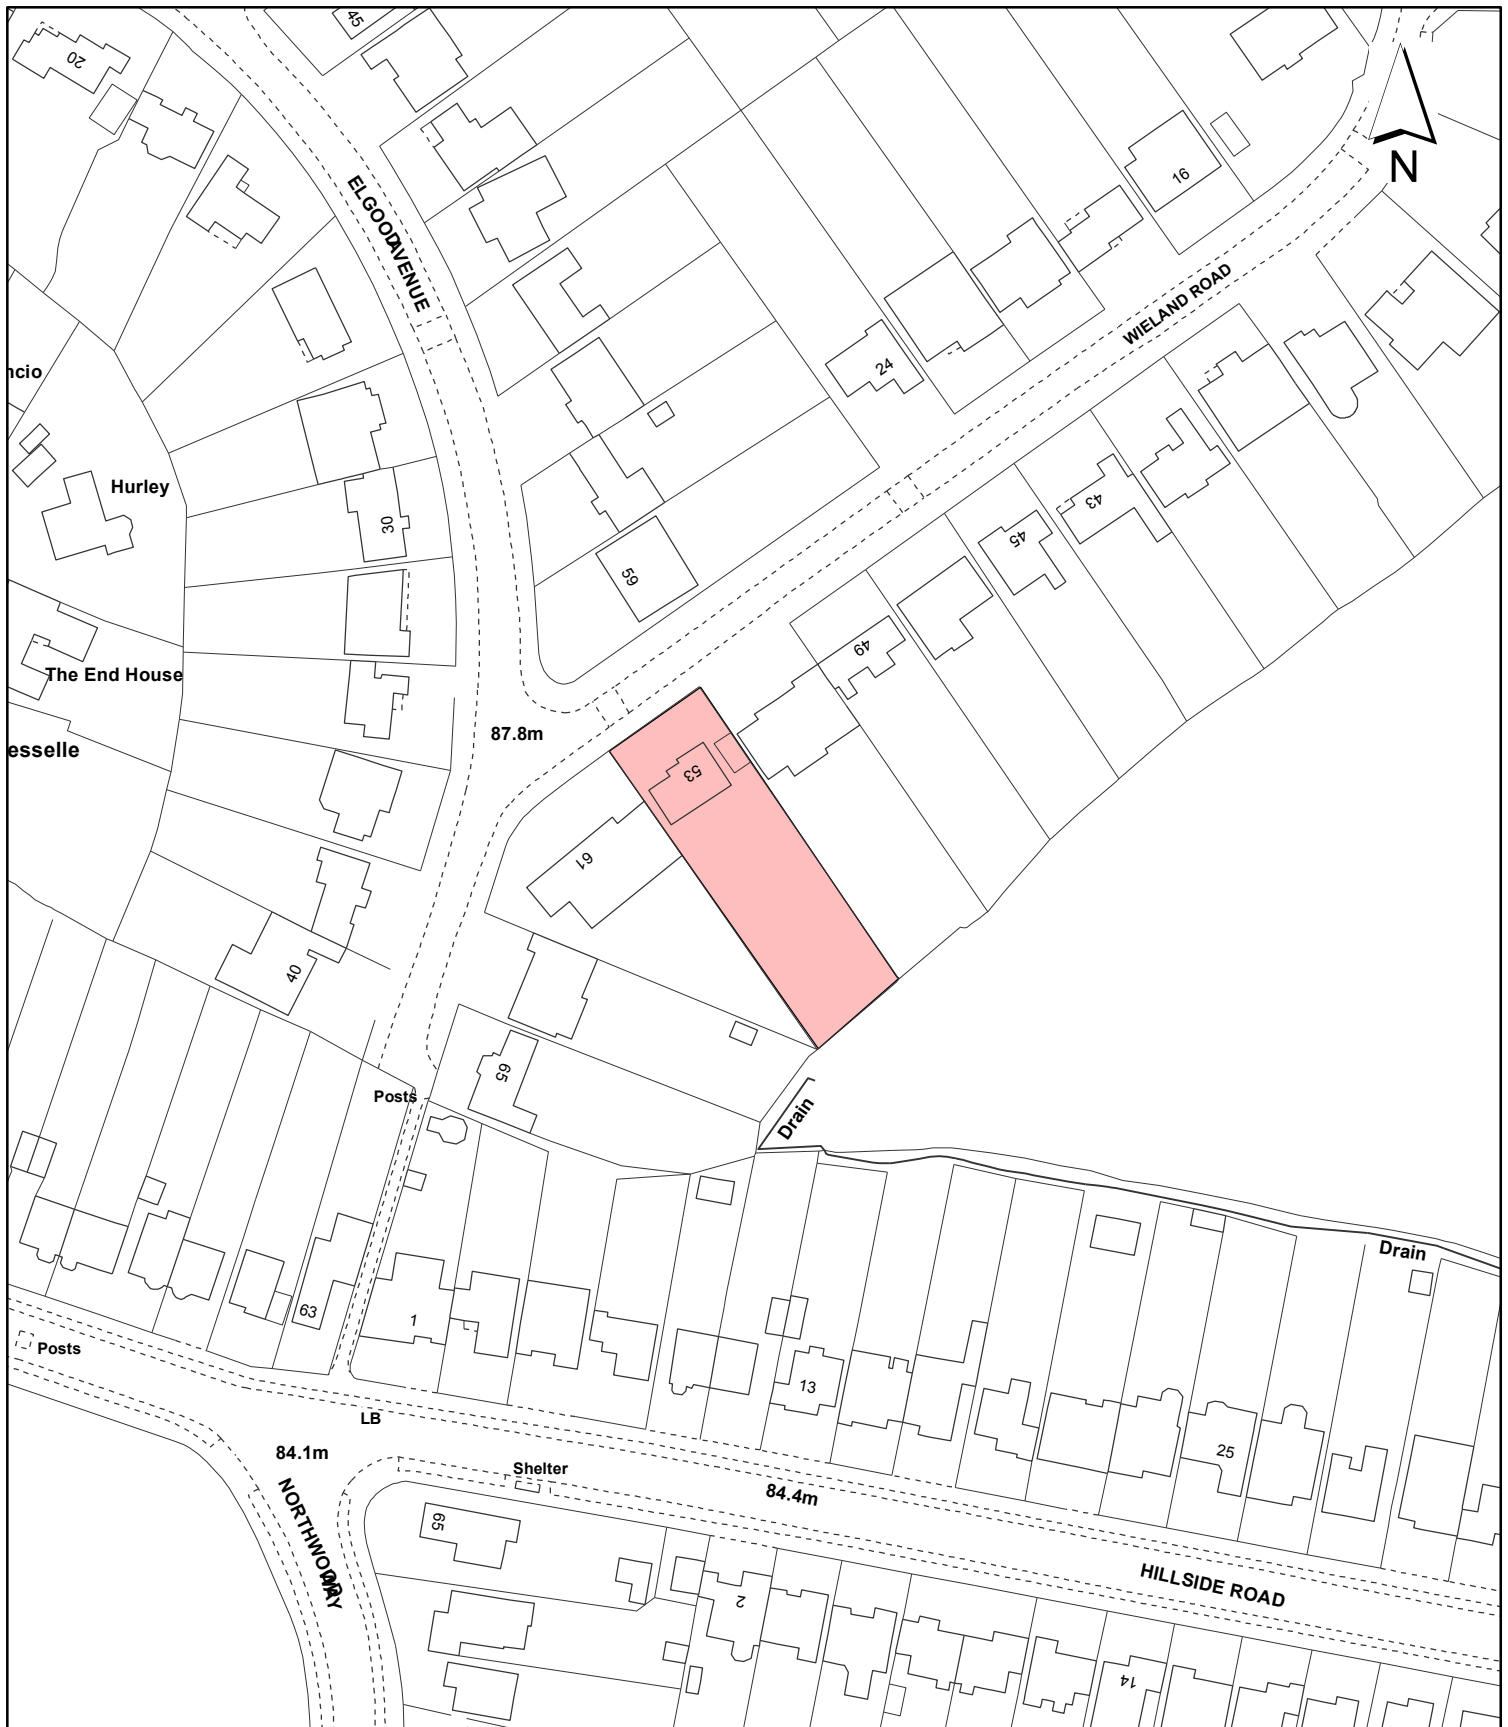 45
20
N
ELGOOD AVENUE
16
WIELAND ROAD
ncio
24
Hurley
30
43
45
59
49
The End House
esselle
87.8m
53
61
40
65
Posts
Drain
Drain
63
1
Posts
13
LB
84.1m
25
Shelter
84.4m
NORTHWOOD WAY
65
HILLSIDE ROAD
2
14